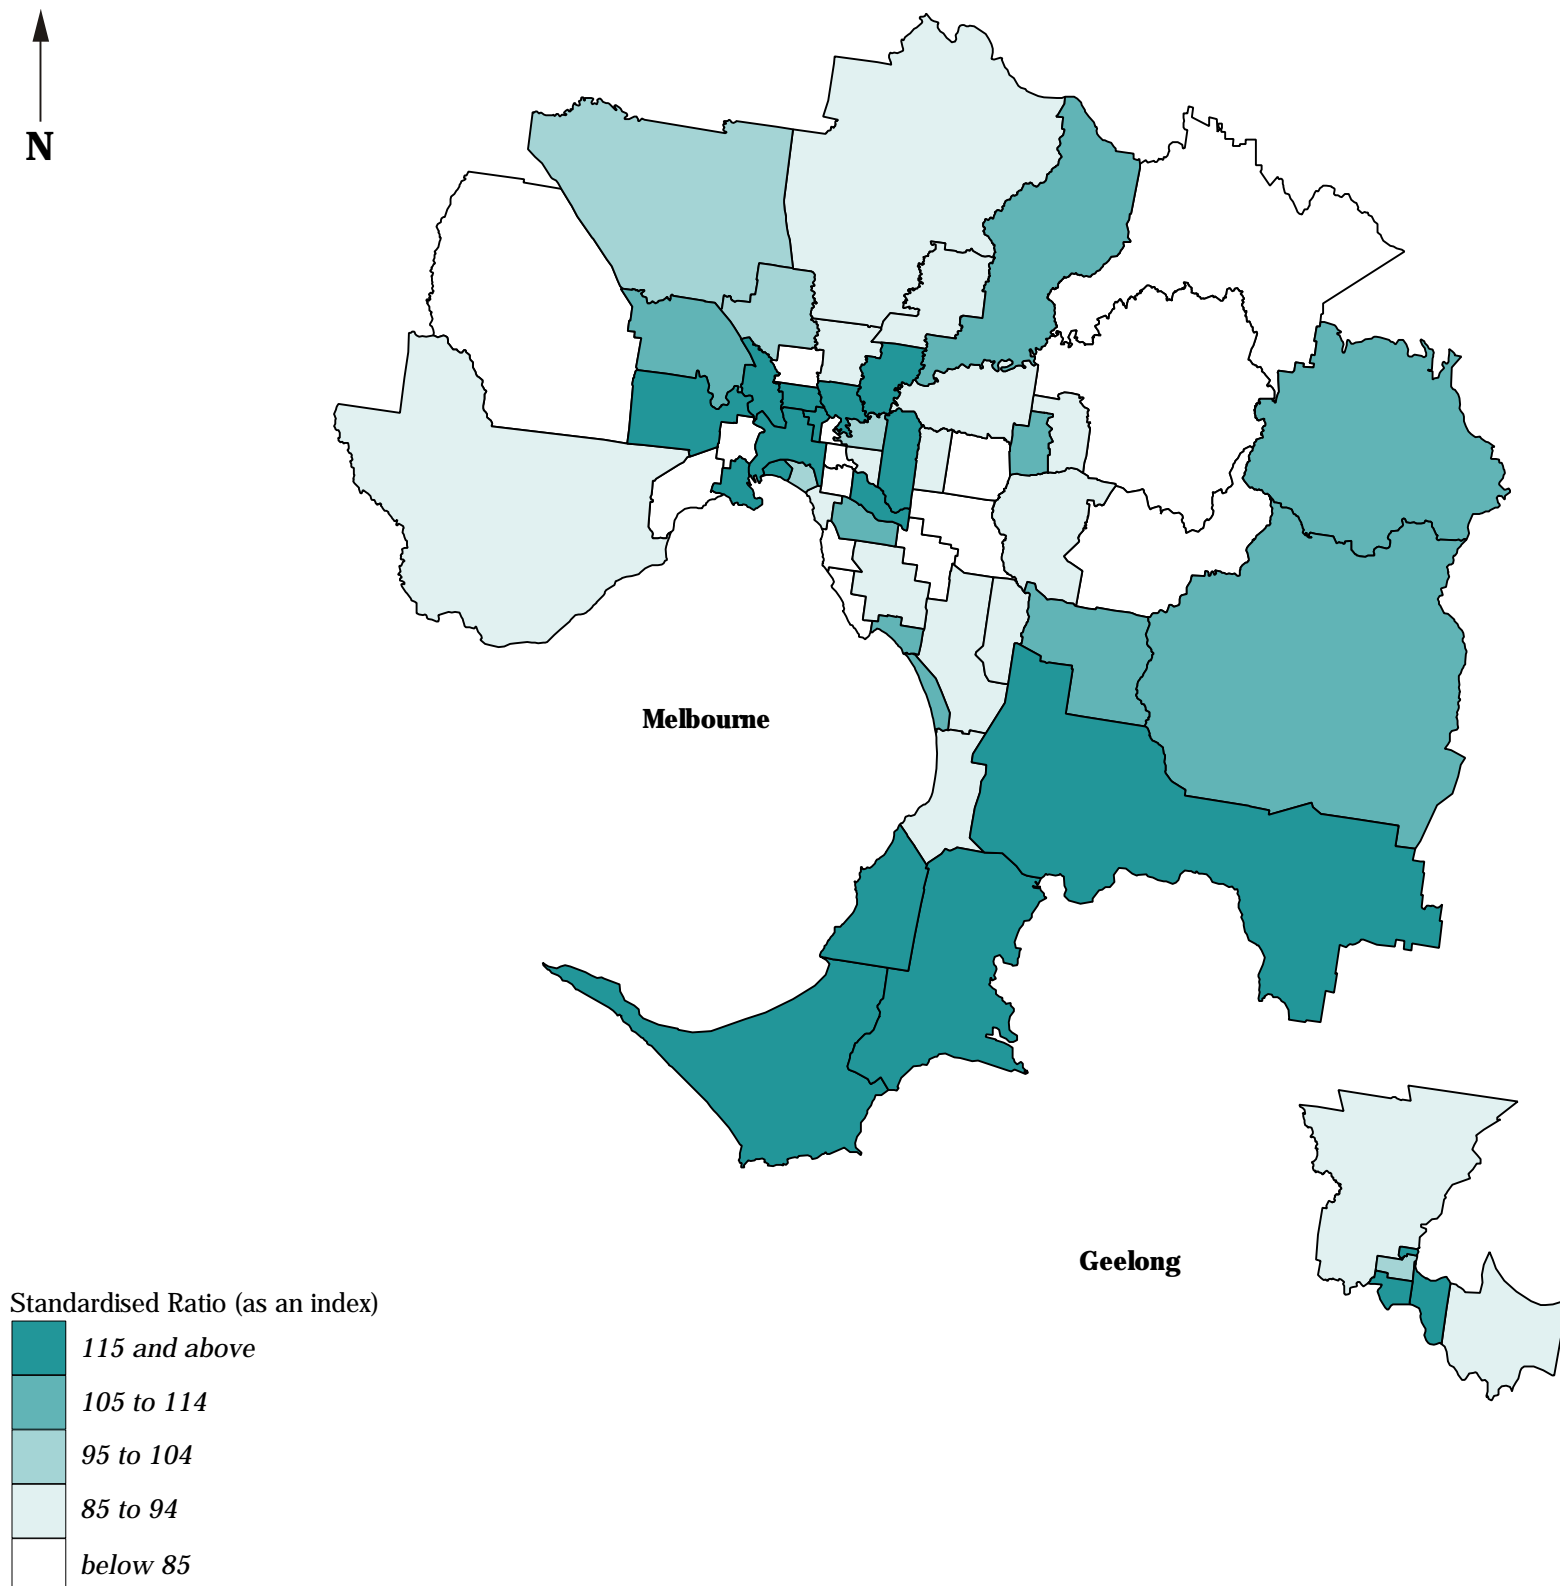 N
Melbourne
Geelong
Standardised Ratio (as an index)
115 and above
105 to 114
95 to 104
85 to 94
below 85